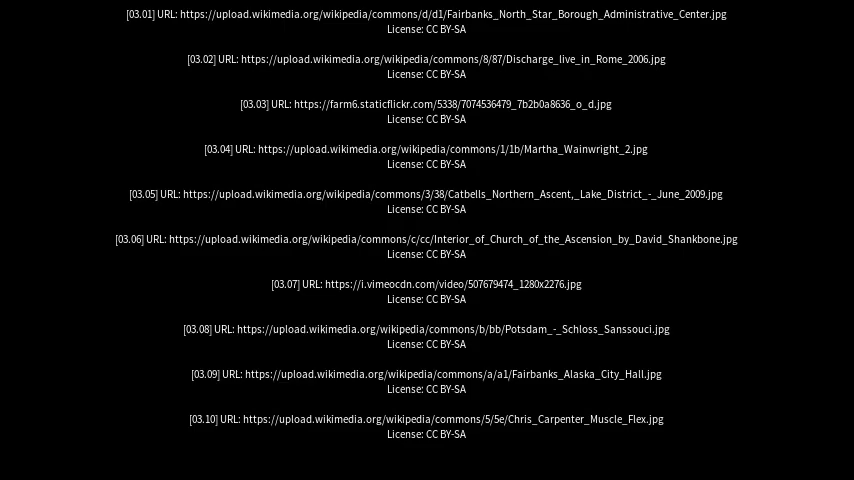 [03.01] URL: https://upload.wikimedia.org/wikipedia/commons/d/d1/Fairbanks_North_Star_Borough_Administrative_Center.jpg
License: CC BY-SA
[03.02] URL: https://upload.wikimedia.org/wikipedia/commons/8/87/Discharge_live_in_Rome_2006.jpg
License: CC BY-SA
[03.03] URL: https://farm6.staticflickr.com/5338/7074536479_7b2b0a8636_o_d.jpg
License: CC BY-SA
[03.04] URL: https://upload.wikimedia.org/wikipedia/commons/1/1b/Martha_Wainwright_2.jpg
License: CC BY-SA
[03.05] URL: https://upload.wikimedia.org/wikipedia/commons/3/38/Catbells_Northern_Ascent,_Lake_District_-_June_2009.jpg
License: CC BY-SA
[03.06] URL: https://upload.wikimedia.org/wikipedia/commons/c/cc/Interior_of_Church_of_the_Ascension_by_David_Shankbone.jpg
License: CC BY-SA
[03.07] URL: https://i.vimeocdn.com/video/507679474_1280x2276.jpg
License: CC BY-SA
[03.08] URL: https://upload.wikimedia.org/wikipedia/commons/b/bb/Potsdam_-_Schloss_Sanssouci.jpg
License: CC BY-SA
[03.09] URL: https://upload.wikimedia.org/wikipedia/commons/a/a1/Fairbanks_Alaska_City_Hall.jpg
License: CC BY-SA
[03.10] URL: https://upload.wikimedia.org/wikipedia/commons/5/5e/Chris_Carpenter_Muscle_Flex.jpg
License: CC BY-SA